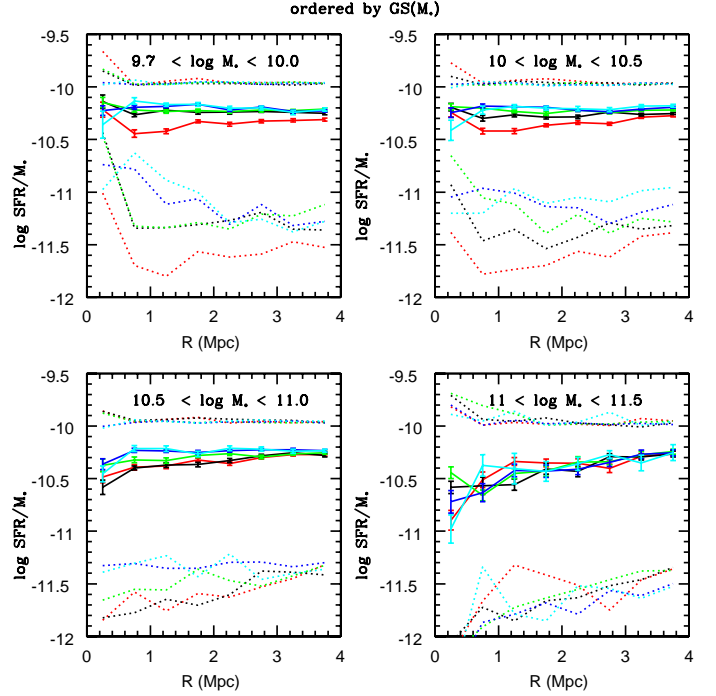 ordered by GS(M*)
9.7 < log M* < 10.0
10 < log M* < 10.5
log SFR/M*
-9.5
-10
-10.5
-11
-11.5
-12
0 1 2 3 4
R (Mpc)
log SFR/M*
-9.5
-10
-10.5
-11
-11.5
-12
0 1 2 3 4
R (Mpc)
10.5 < log M* < 11.0
11 < log M* < 11.5
log SFR/M*
-9.5
-10
-10.5
-11
-11.5
-12
0 1 2 3 4
R (Mpc)
log SFR/M*
-9.5
-10
-10.5
-11
-11.5
-12
0 1 2 3 4
R (Mpc)